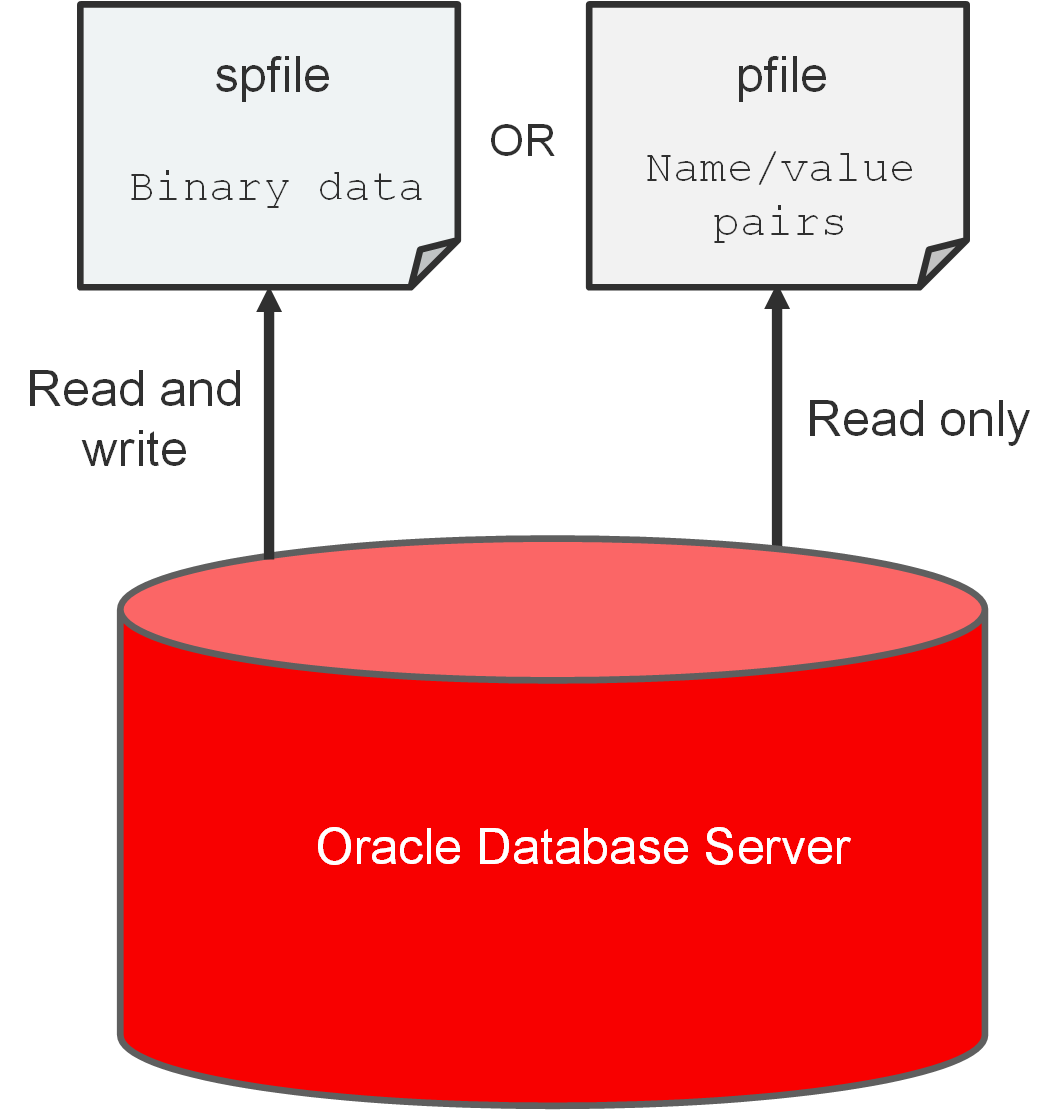 spfile
Binary data
OR
pfile
Name/value
pairs
Read and
write
Read only
Oracle Database Server